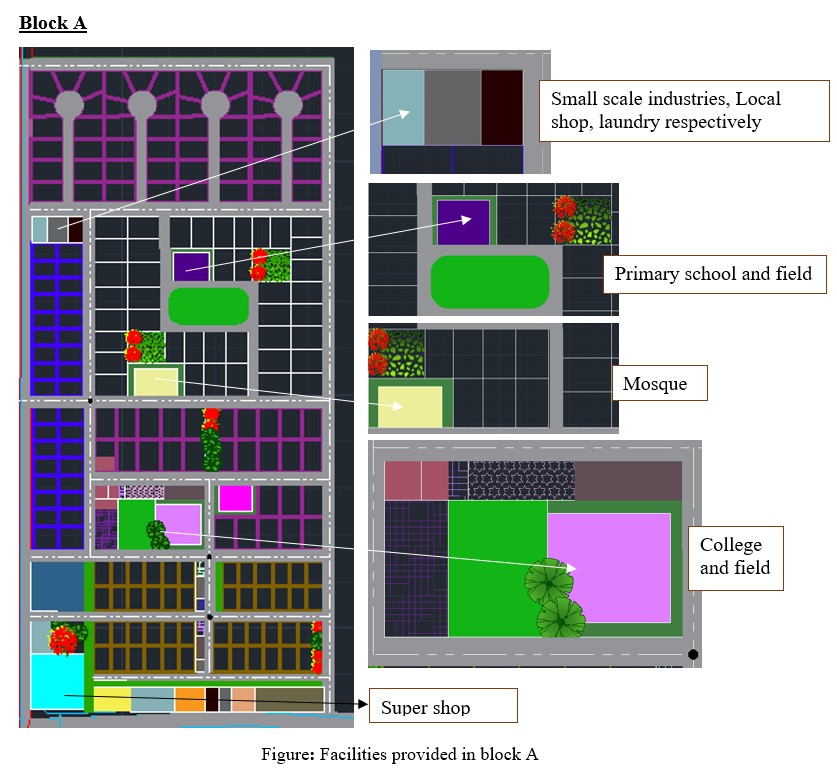 Block A
Small scale industries, Local
shop, laundry respectively
Primary school and field
Mosque
College
and field
Super shop
Figure: Facilities provided in block A